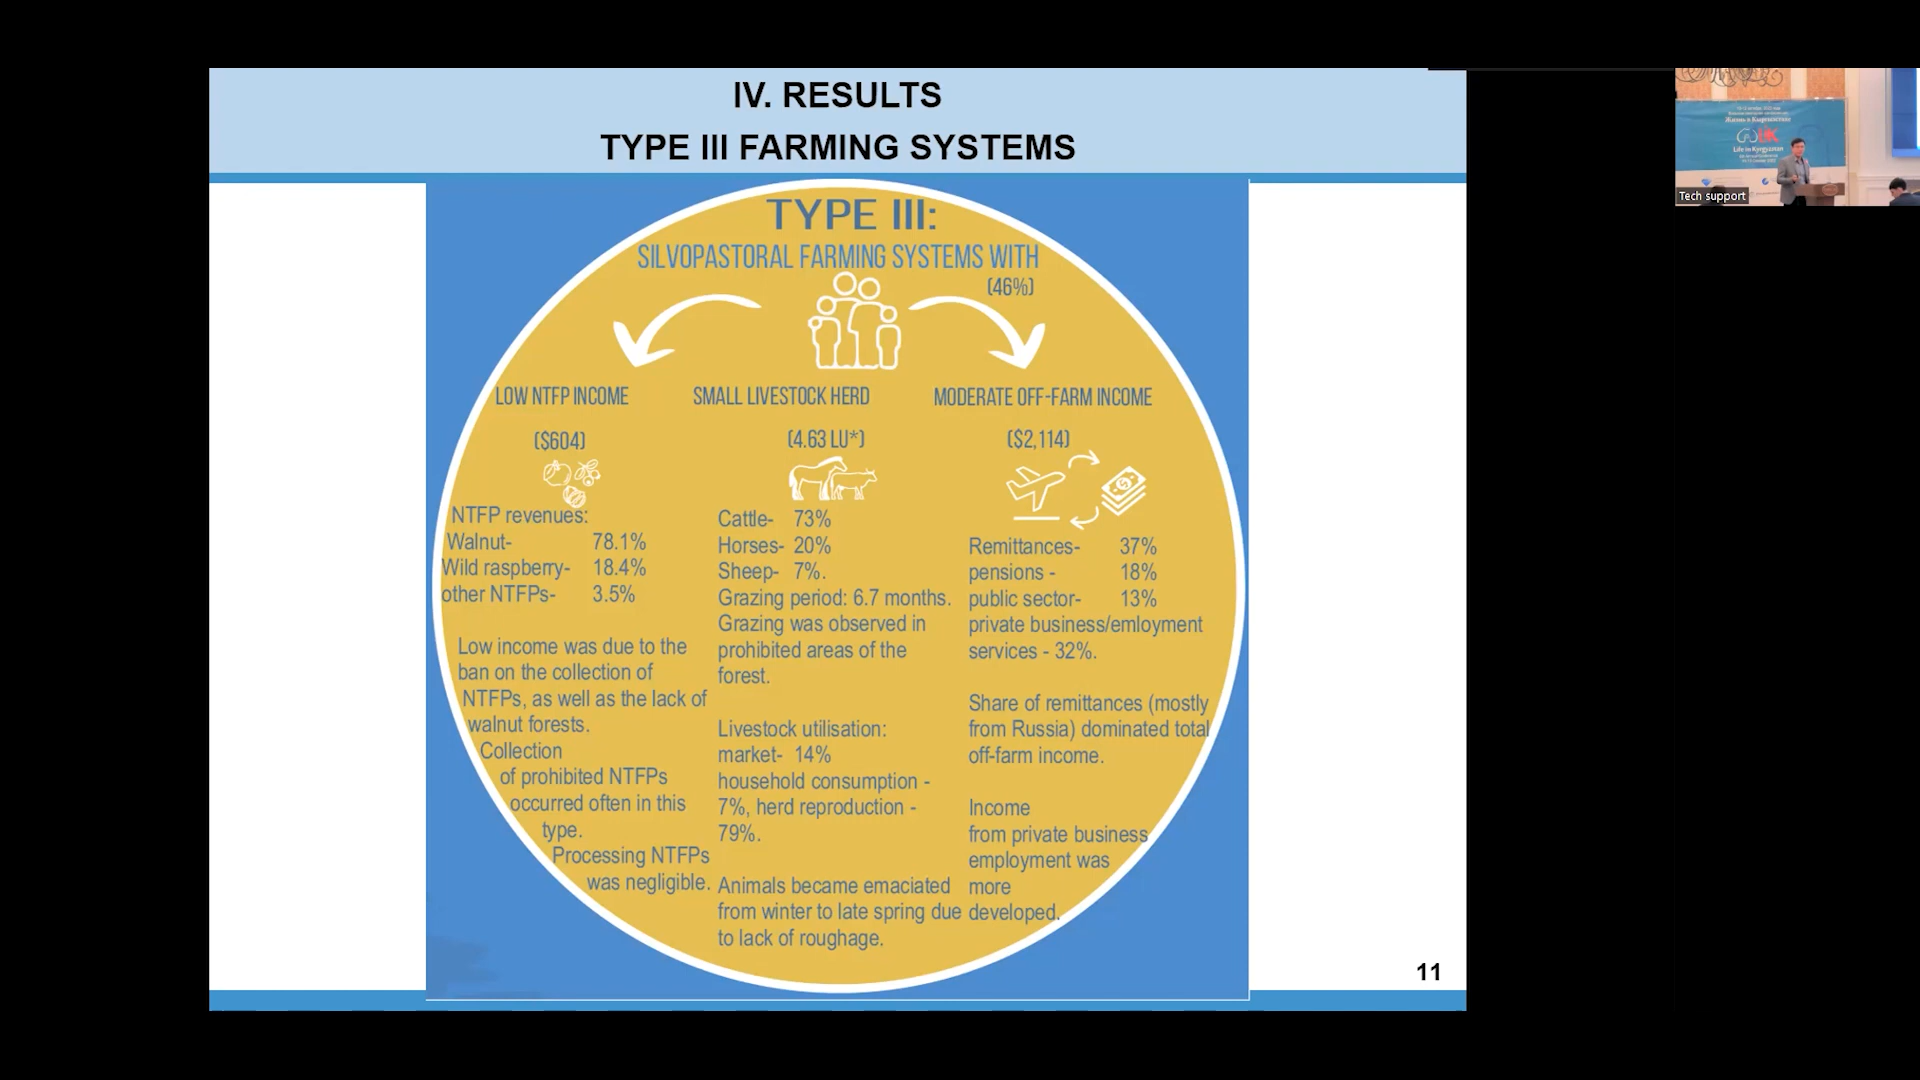 IV. RESULTS
TYPE III FARMING SYSTEMS
TYPE III:
SILVOPASTORAL FARMING SYSTEMS WITH
(46%)
LOW NTFP INCOME
($604)
NTFP revenues:
Walnut- 78.1%
Wild raspberry- 18.4%
other NTFPs- 3.5%
Low income was due to the
ban on the collection of
NTFPs, as well as the lack of
walnut forests.
Collection
of prohibited NTFPs
occurred often in this
type.
Processing NTFPs
was negligible.
SMALL LIVESTOCK HERD
(4.63 LU*)
Cattle- 73%
Horses- 20%
Sheep- 7%.
Grazing period: 6.7 months.
Grazing was observed in
prohibited areas of the
forest.
Livestock utilisation:
market- 14%
household consumption -
7%, herd reproduction -
79%.
Animals became emaciated
from winter to late spring due
to lack of roughage.
MODERATE OFF-FARM INCOME
($2,114)
Remittances- 37%
pensions - 18%
public sector- 13%
private business/emloyment
services - 32%.
Share of remittances (mostly
from Russia) dominated total
off-farm income.
Income
from private business
employment was
more
developed.
11
Жизнь в Кыргызстане
Life in Kyrgyzstan
Tech support